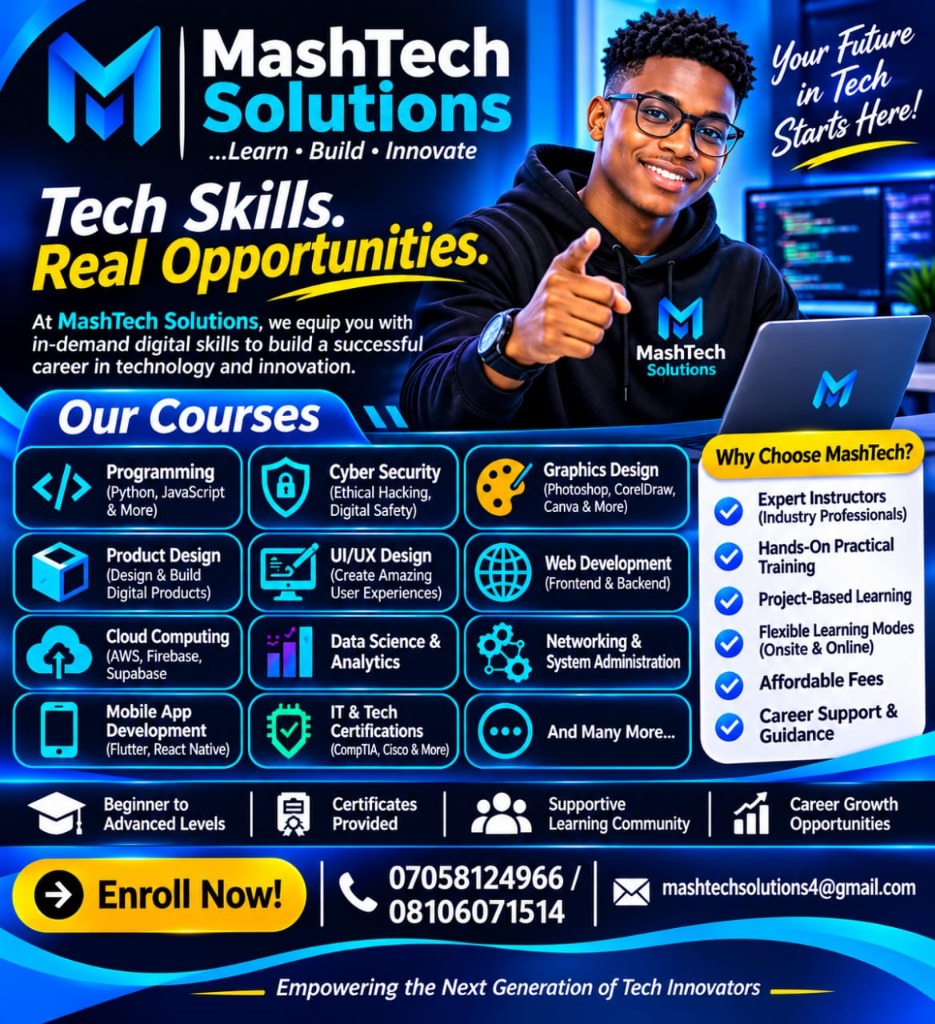 MashTech
Solutions
...Learn • Build • Innovate
Your Future
in Tech
Starts Here!
Tech Skills.
Real Opportunities.
At MashTech Solutions, we equip you with
in-demand digital skills to build a successful
career in technology and innovation.
MashTech
Solutions
Our Courses
Programming
(Python, JavaScript
& More)
Cyber Security
(Ethical Hacking,
Digital Safety)
Graphics Design
(Photoshop, CorelDraw,
Canva & More)
Product Design
(Design & Build
Digital Products)
UI/UX Design
(Create Amazing
User Experiences)
Web Development
(Frontend & Backend)
Cloud Computing
(AWS, Firebase,
Supabase
Data Science &
Analytics
Networking &
System Administration
Mobile App
Development
(Flutter, React Native)
IT & Tech
Certifications
(CompTIA, Cisco & More)
And Many More...
Why Choose MashTech?
Expert Instructors
(Industry Professionals)
Hands-On Practical
Training
Project-Based Learning
Flexible Learning Modes
(Onsite & Online)
Affordable Fees
Career Support &
Guidance
Beginner to
Advanced Levels
Certificates
Provided
Supportive
Learning Community
Career Growth
Opportunities
Enroll Now!
07058124966 /
08106071514
mashtechsolutions4@gmail.com
Empowering the Next Generation of Tech Innovators